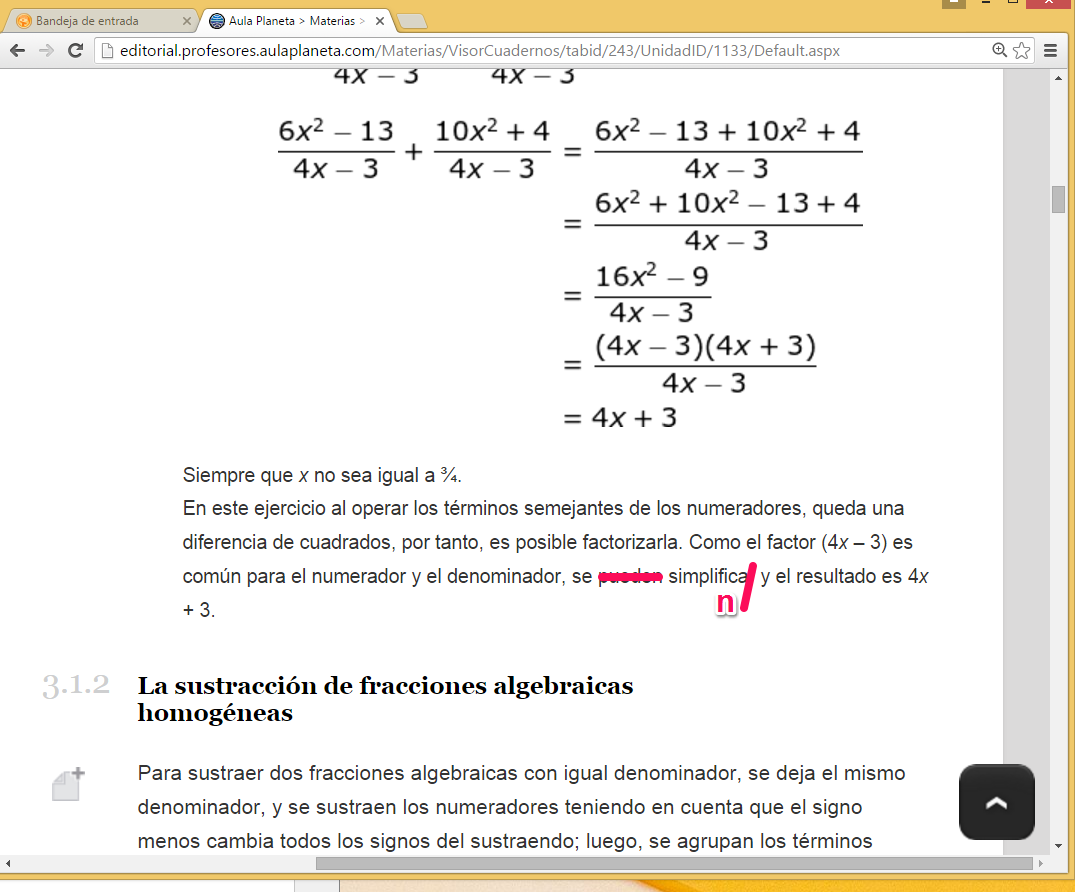 Bandeja de entrada
Aula Planeta > Materias >
editorial.profesores.aulaplaneta.com/Materias/VisorCuadernos/tabid/243/UnidadID/1133/Default.aspx
4x – 3 4x – 3
6x² – 13 10x² + 4 6x² – 13 + 10x² + 4
+ =
4x – 3 4x – 3 4x – 3
6x² + 10x² – 13 + 4
=
4x – 3
16x² – 9
=
4x – 3
(4x – 3)(4x + 3)
=
4x – 3
= 4x + 3
Siempre que x no sea igual a ¾.
En este ejercicio al operar los términos semejantes de los numeradores, queda una
diferencia de cuadrados, por tanto, es posible factorizarla. Como el factor (4x – 3) es
común para el numerador y el denominador, se pueden simplifica y el resultado es 4x
n
+ 3.
3.1.2 La sustracción de fracciones algebraicas
homogéneas
Para sustraer dos fracciones algebraicas con igual denominador, se deja el mismo
denominador, y se sustraen los numeradores teniendo en cuenta que el signo
menos cambia todos los signos del sustraendo; luego, se agrupan los términos